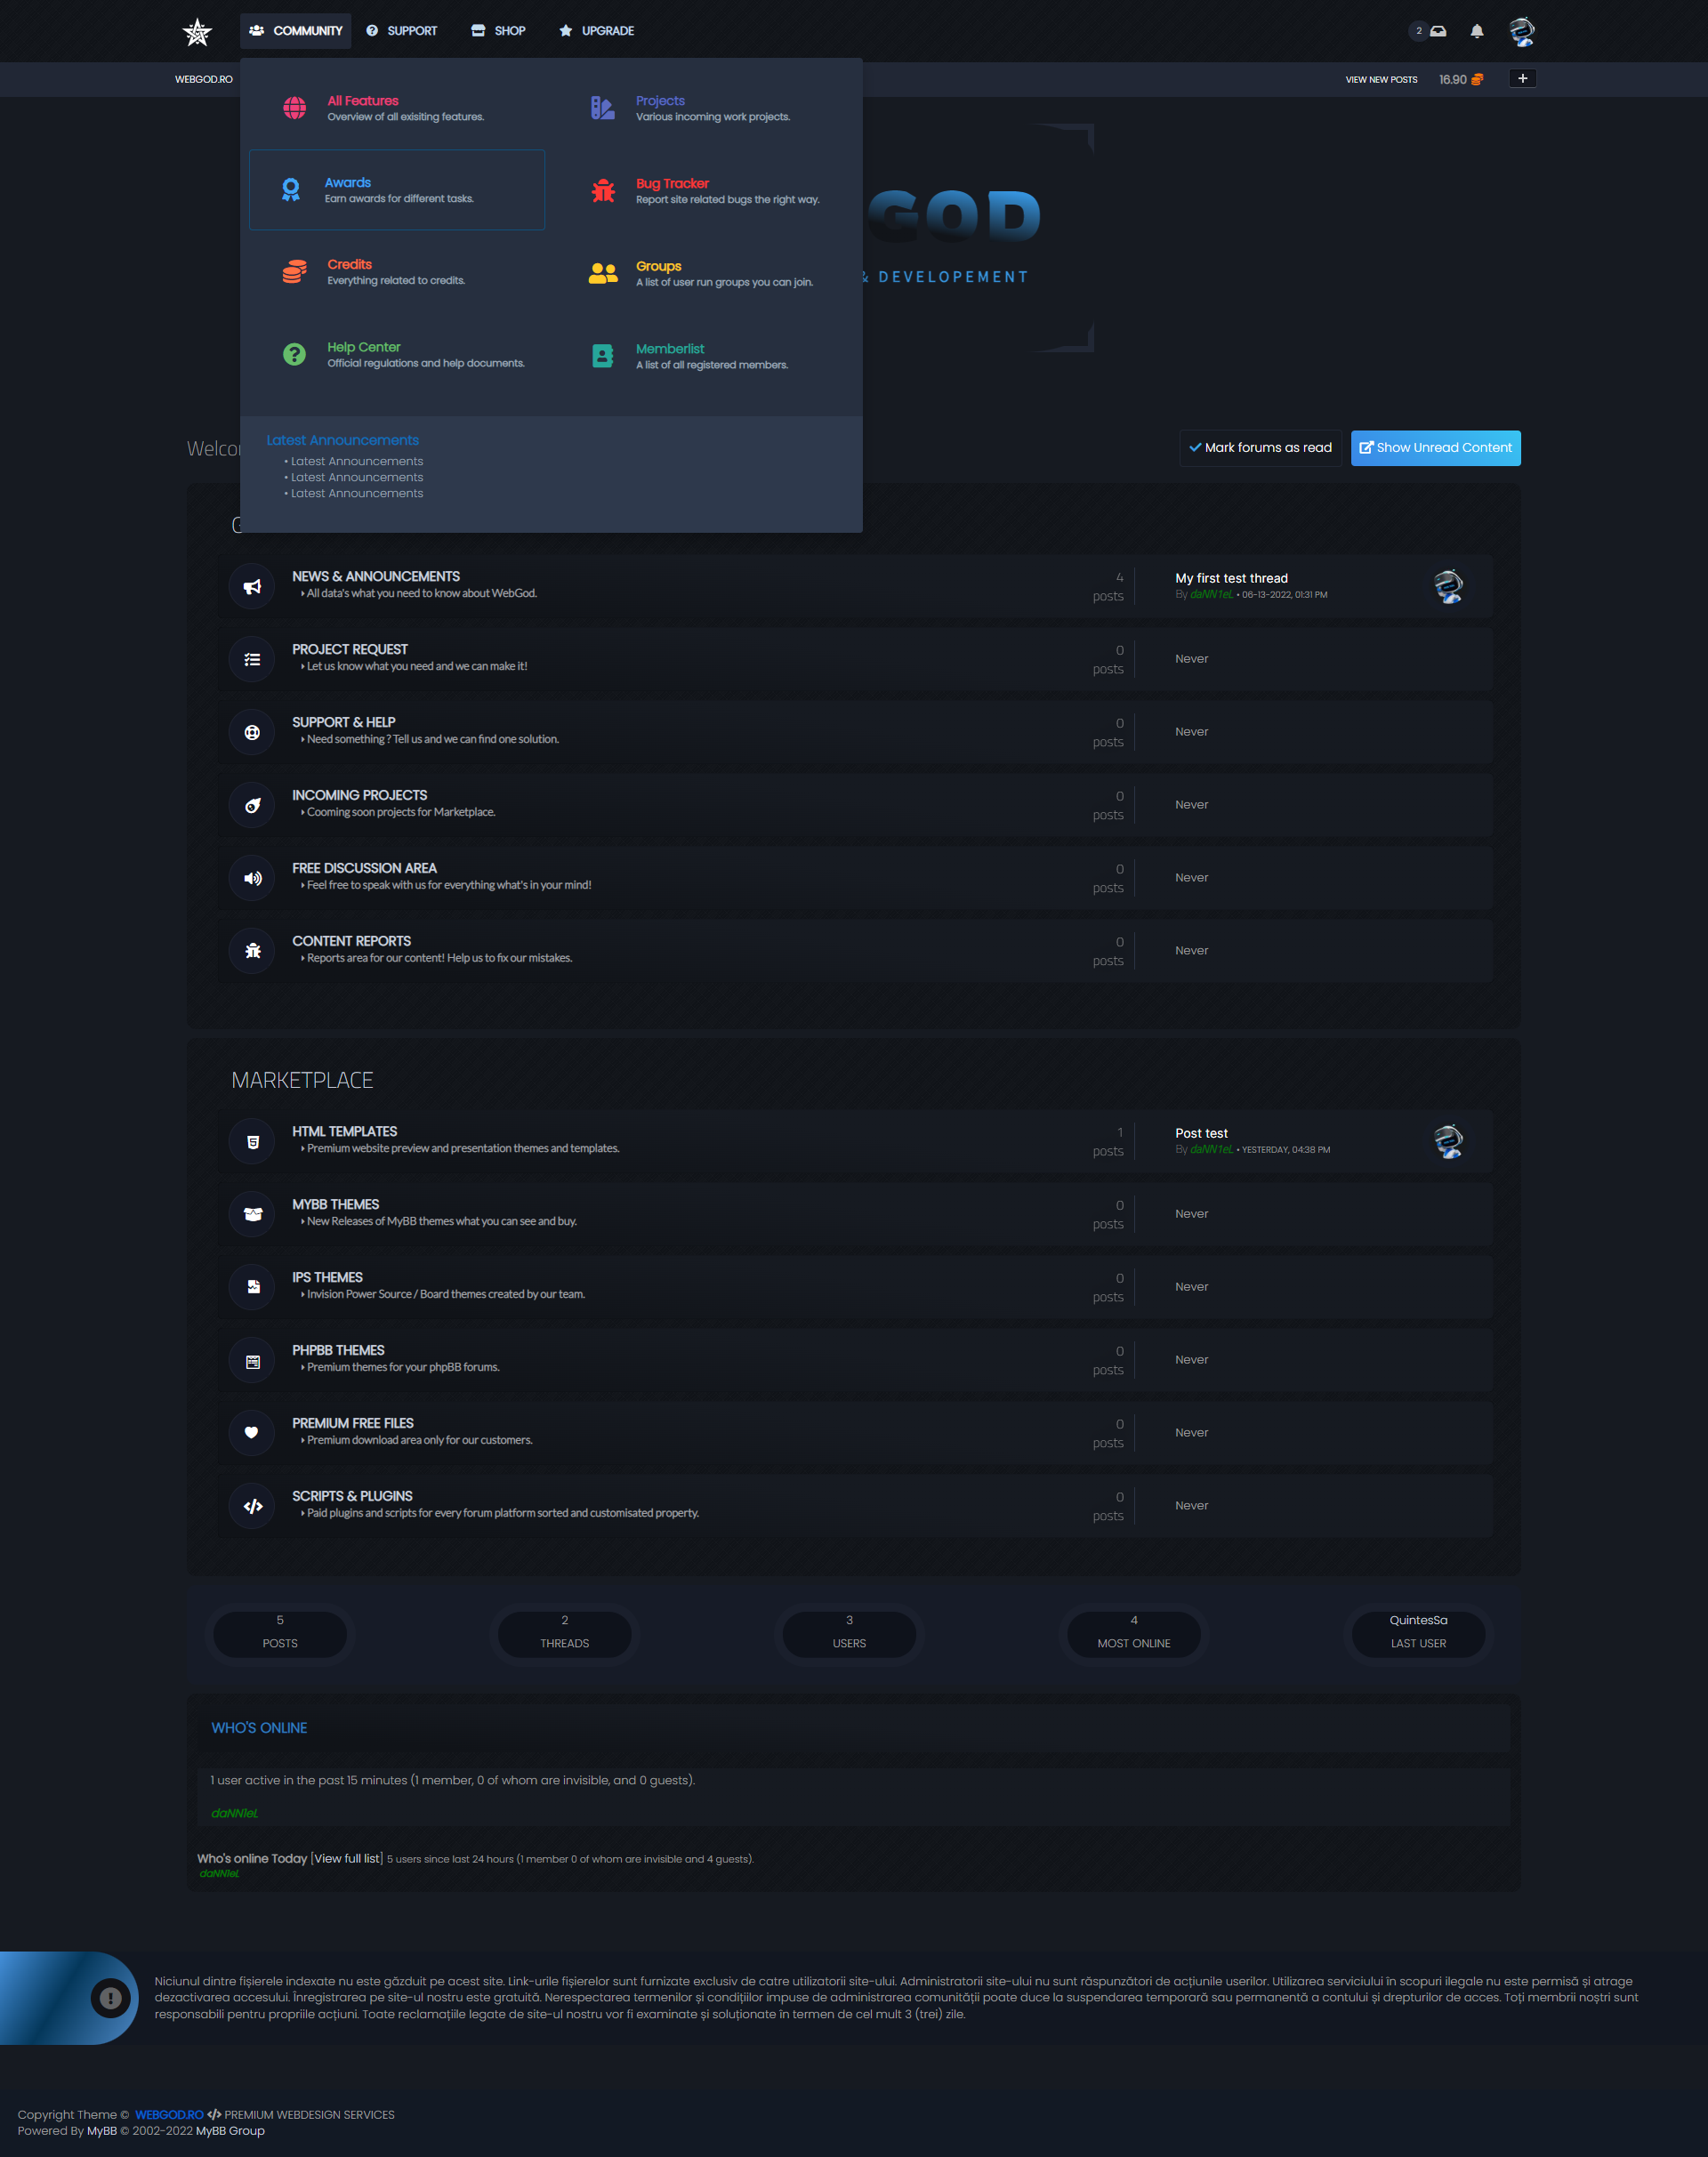 COMMUNITY SUPPORT SHOP UPGRADE 2
WEBGOD.RO VIEW NEW POSTS 16.90 +
All Features
Overview of all exisiting features.
Projects
Various incoming work projects.
Awards
Earn awards for different tasks.
Bug Tracker
Report site related bugs the right way.
Credits
Everything related to credits.
Groups
A list of user run groups you can join.
Help Center
Official regulations and help documents.
Memberlist
A list of all registered members.
GOD
& DEVELOPEMENT
Latest Announcements
• Latest Announcements
• Latest Announcements
• Latest Announcements
Mark forums as read Show Unread Content
NEWS & ANNOUNCEMENTS
All data's what you need to know about WebGod.
4
posts
My first test thread
By daNN1eL • 06-13-2022, 01:31 PM
PROJECT REQUEST
Let us know what you need and we can make it!
0
posts
Never
SUPPORT & HELP
Need something ? Tell us and we can find one solution.
0
posts
Never
INCOMING PROJECTS
Cooming soon projects for Marketplace.
0
posts
Never
FREE DISCUSSION AREA
Feel free to speak with us for everything what's in your mind!
0
posts
Never
CONTENT REPORTS
Reports area for our content! Help us to fix our mistakes.
0
posts
Never
MARKETPLACE
HTML TEMPLATES
Premium website preview and presentation themes and templates.
1
posts
Post test
By daNN1eL • YESTERDAY, 04:38 PM
MYBB THEMES
New Releases of MyBB themes what you can see and buy.
0
posts
Never
IPS THEMES
Invision Power Source / Board themes created by our team.
0
posts
Never
PHPBB THEMES
Premium themes for your phpBB forums.
0
posts
Never
PREMIUM FREE FILES
Premium download area only for our customers.
0
posts
Never
SCRIPTS & PLUGINS
Paid plugins and scripts for every forum platform sorted and customisated property.
0
posts
Never
5
POSTS
2
THREADS
3
USERS
4
MOST ONLINE
QuintesSa
LAST USER
WHO'S ONLINE
1 user active in the past 15 minutes (1 member, 0 of whom are invisible, and 0 guests).
daNN1eL
Who's online Today [View full list] 5 users since last 24 hours (1 member 0 of whom are invisible and 4 guests).
daNN1eL
Niciunul dintre fișierele indexate nu este găzduit pe acest site. Link-urile fișierelor sunt furnizate exclusiv de catre utilizatorii site-ului. Administratorii site-ului nu sunt răspunzători de acțiunile userilor. Utilizarea serviciului în scopuri ilegale nu este permisă și atrage
dezactivarea accesului. Înregistrarea pe site-ul nostru este gratuită. Nerespectarea termenilor și condițiilor impuse de administrarea comunității poate duce la suspendarea temporară sau permanentă a contului și drepturilor de acces. Toți membrii noștri sunt
responsabili pentru propriile acțiuni. Toate reclamațiile legate de site-ul nostru vor fi examinate și soluționate în termen de cel mult 3 (trei) zile.
Copyright Theme © WEBGOD.RO </> PREMIUM WEBDESIGN SERVICES
Powered By MyBB © 2002-2022 MyBB Group